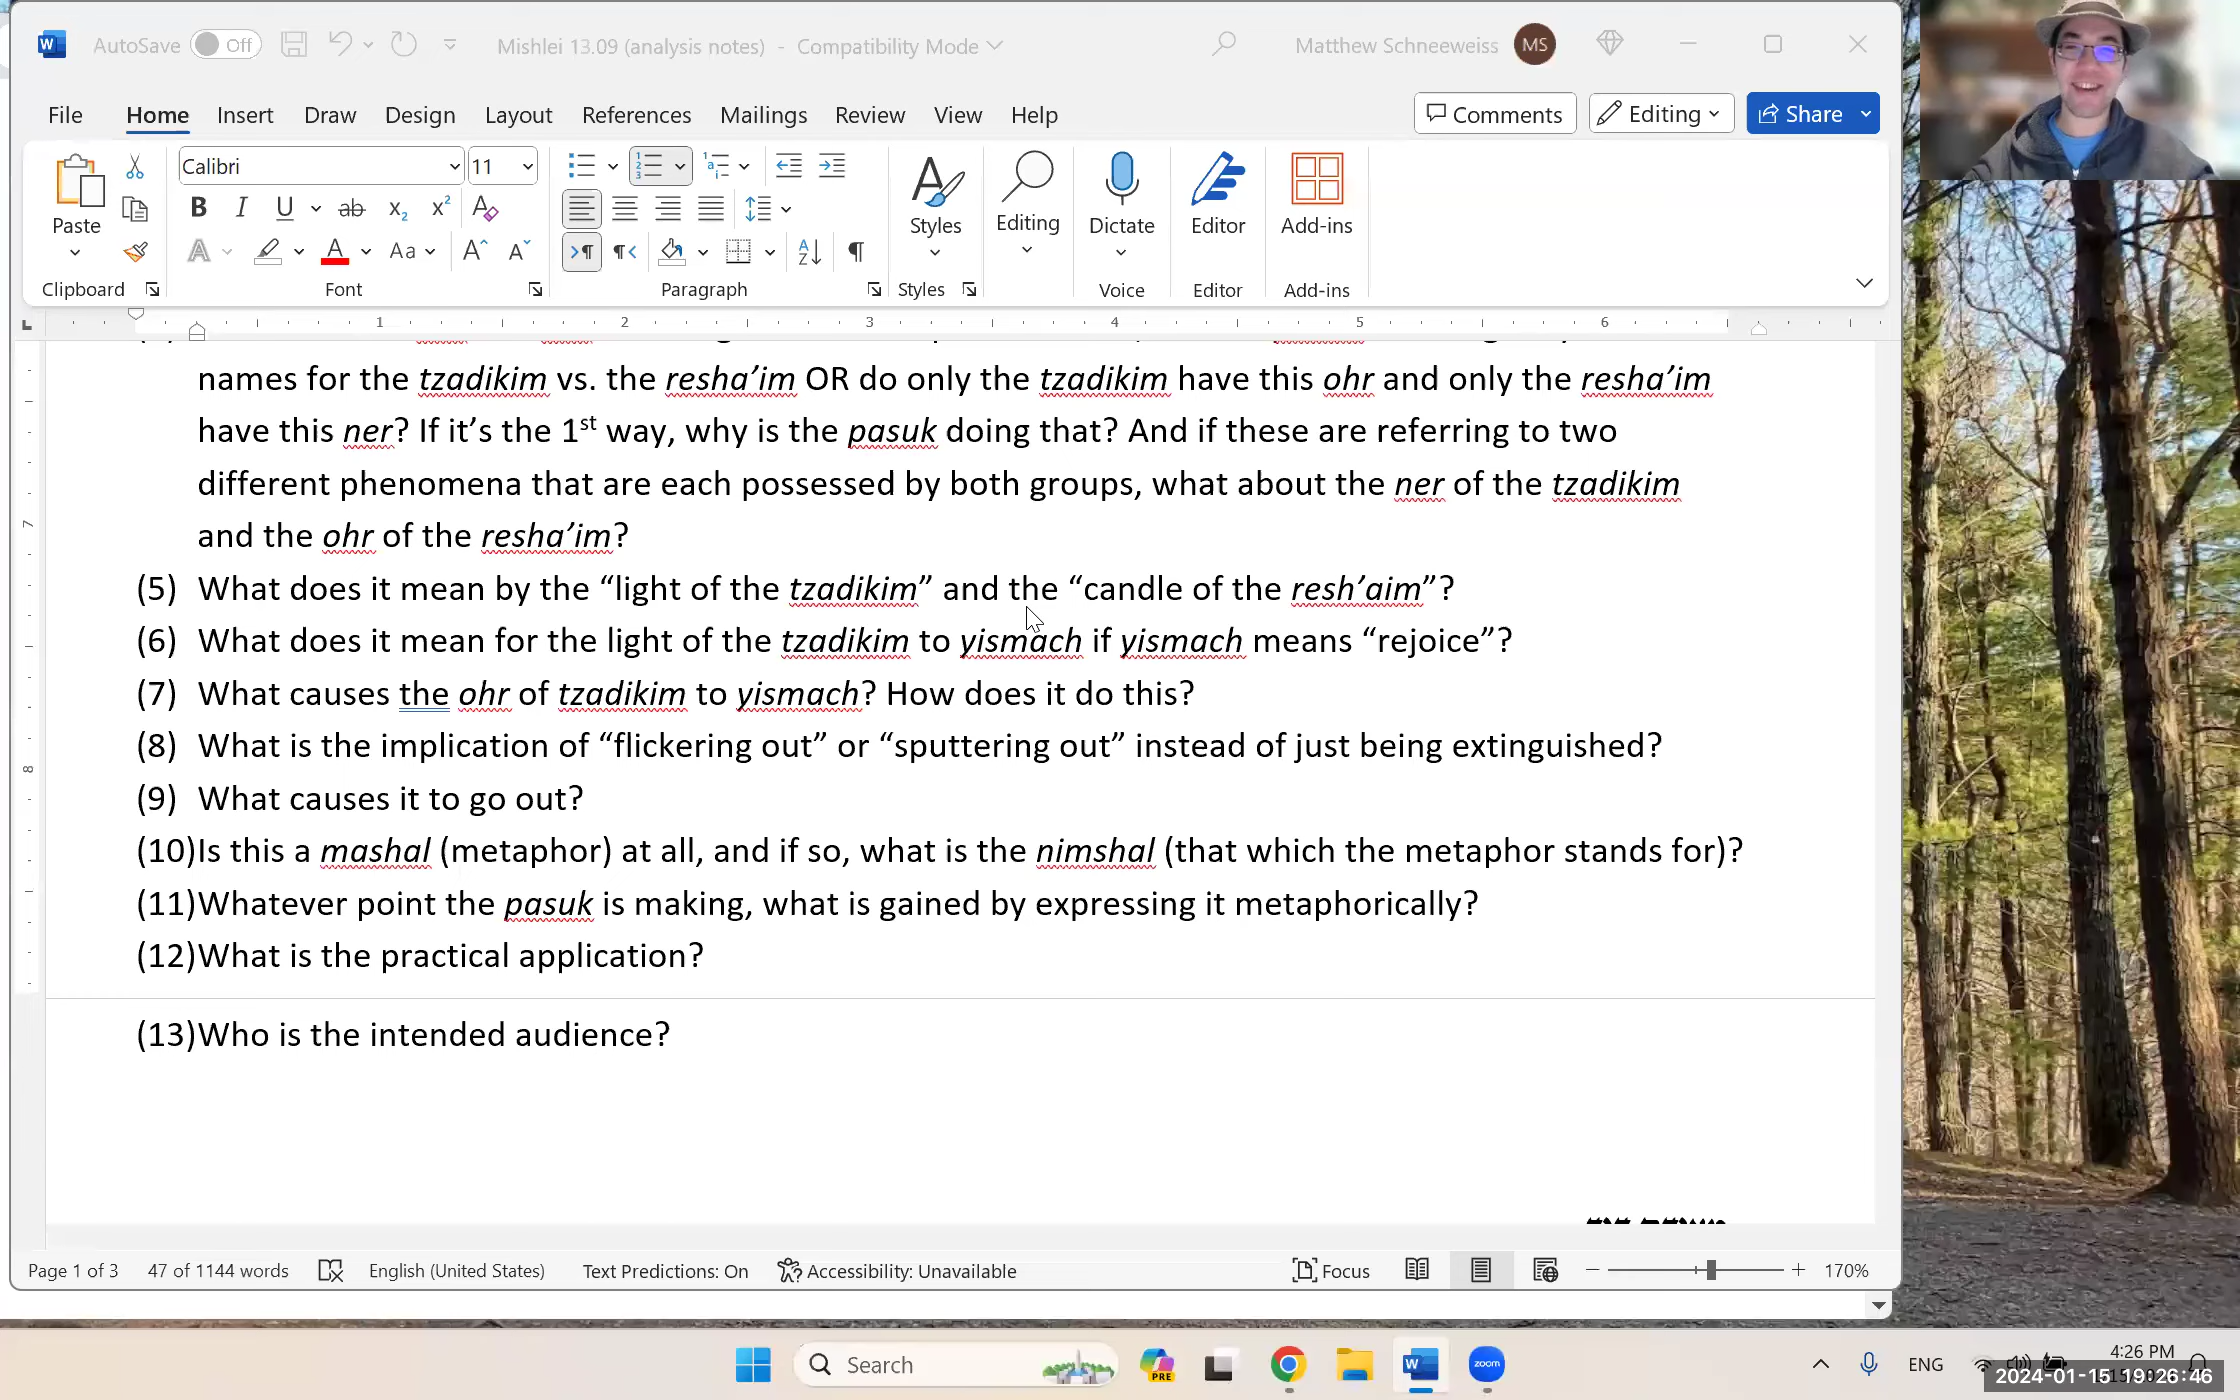 AutoSave Off Mishlei 13.09 (analysis notes) - Compatibility Mode Matthew Schneeweiss MS
File Home Insert Draw Design Layout References Mailings Review View Help Comments Editing Share
Calibri 11
Paste Styles Editing Dictate Editor Add-ins
Clipboard Font Paragraph Styles Voice Editor Add-ins
1 2 3 4 5 6
names for the tzadikim vs. the resha’im OR do only the tzadikim have this ohr and only the resha’im
have this ner? If it’s the 1st way, why is the pasuk doing that? And if these are referring to two
different phenomena that are each possessed by both groups, what about the ner of the tzadikim
and the ohr of the resha’im?
(5) What does it mean by the “light of the tzadikim” and the “candle of the resh’aim”?
(6) What does it mean for the light of the tzadikim to yismach if yismach means “rejoice”?
(7) What causes the ohr of tzadikim to yismach? How does it do this?
(8) What is the implication of “flickering out” or “sputtering out” instead of just being extinguished?
(9) What causes it to go out?
(10)Is this a mashal (metaphor) at all, and if so, what is the nimshal (that which the metaphor stands for)?
(11)Whatever point the pasuk is making, what is gained by expressing it metaphorically?
(12)What is the practical application?
(13)Who is the intended audience?
7
8
Page 1 of 3 47 of 1144 words English (United States) Text Predictions: On Accessibility: Unavailable Focus 170%
Search PRE zoom ENG 4:26 PM
2024-01-15 19:26:46